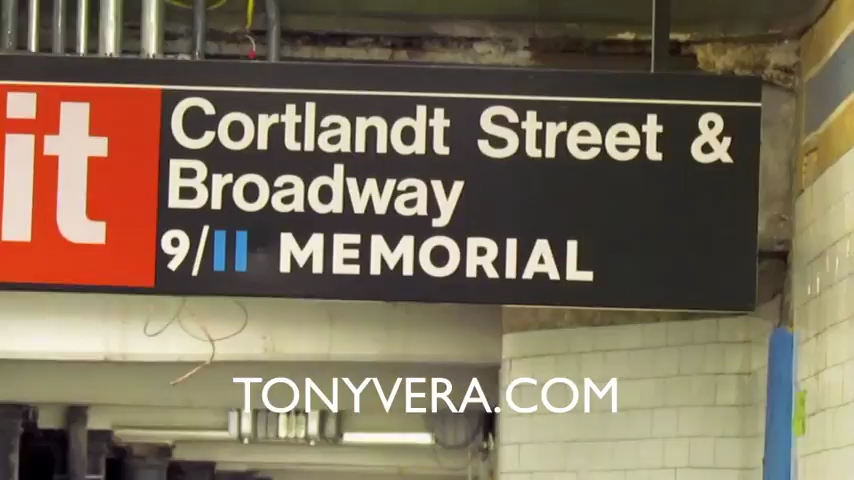 it
Cortlandt Street &
Broadway
9/11 MEMORIAL
TONYVERA.COM